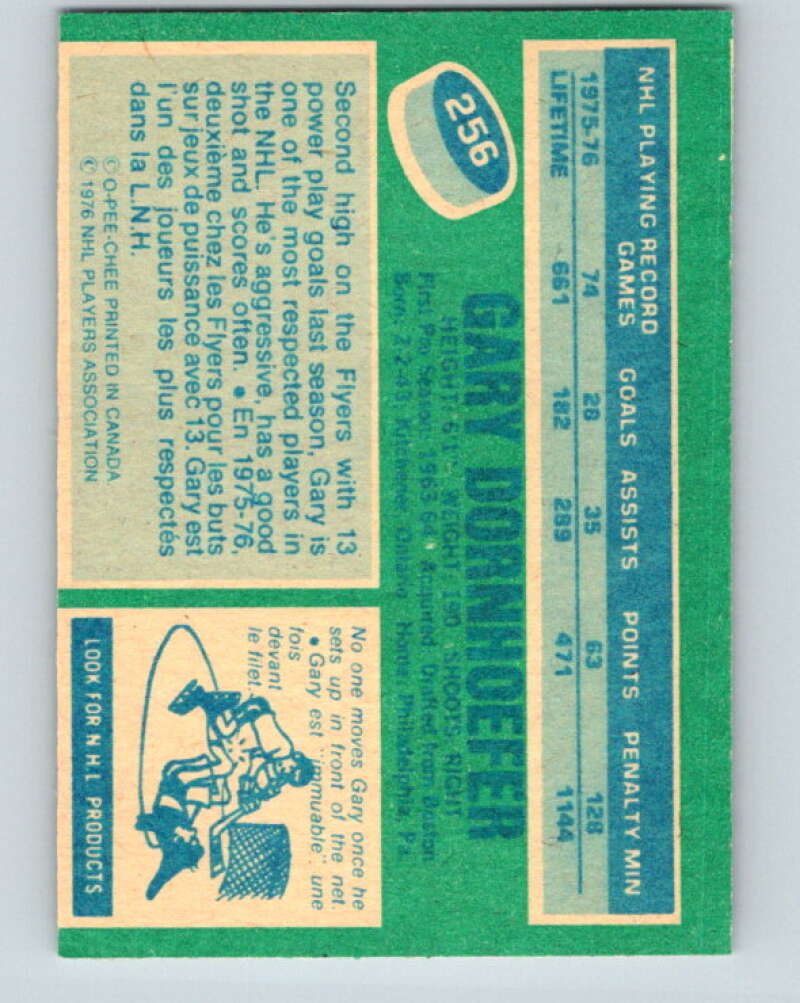 NHL PLAYING RECORD
GAMES GOALS ASSISTS POINTS PENALTY MIN
1975-76 74 28 35 63 128
LIFETIME 661 182 289 471 1144
256
GARY DORNHOEFER
HEIGHT: 6'1" WEIGHT: 190 SHOOTS: RIGHT
First Pro Season: 1963-64 • Acquired: Drafted from Boston
Born: 2-2-43, Kitchener, Ontario Home: Philadelphia, Pa.
Second high on the Flyers with 13
power play goals last season, Gary is
one of the most respected players in
the NHL. He's aggressive, has a good
shot and scores often. • En 1975-76,
deuxième chez les Flyers pour les buts
sur jeux de puissance avec 13. Gary est
l'un des joueurs les plus respectés
dans la L.N.H.
© O-PEE-CHEE PRINTED IN CANADA
© 1976 NHL PLAYERS ASSOCIATION
No one moves Gary once he
sets up in front of the net.
• Gary est "immuable" une
fois
devant
le filet.
LOOK FOR NHL PRODUCTS